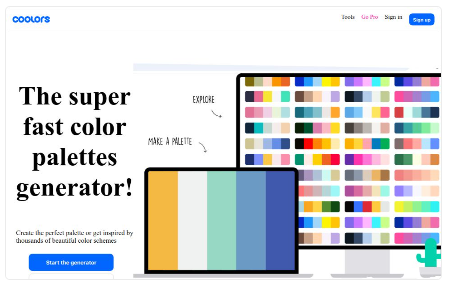 coolors
Tools Go Pro Sign in Sign up
The super
fast color
palettes
generator!
EXPLORE
MAKE A PALETTE
Create the perfect palette or get inspired by
thousands of beautiful color schemes
Start the generator